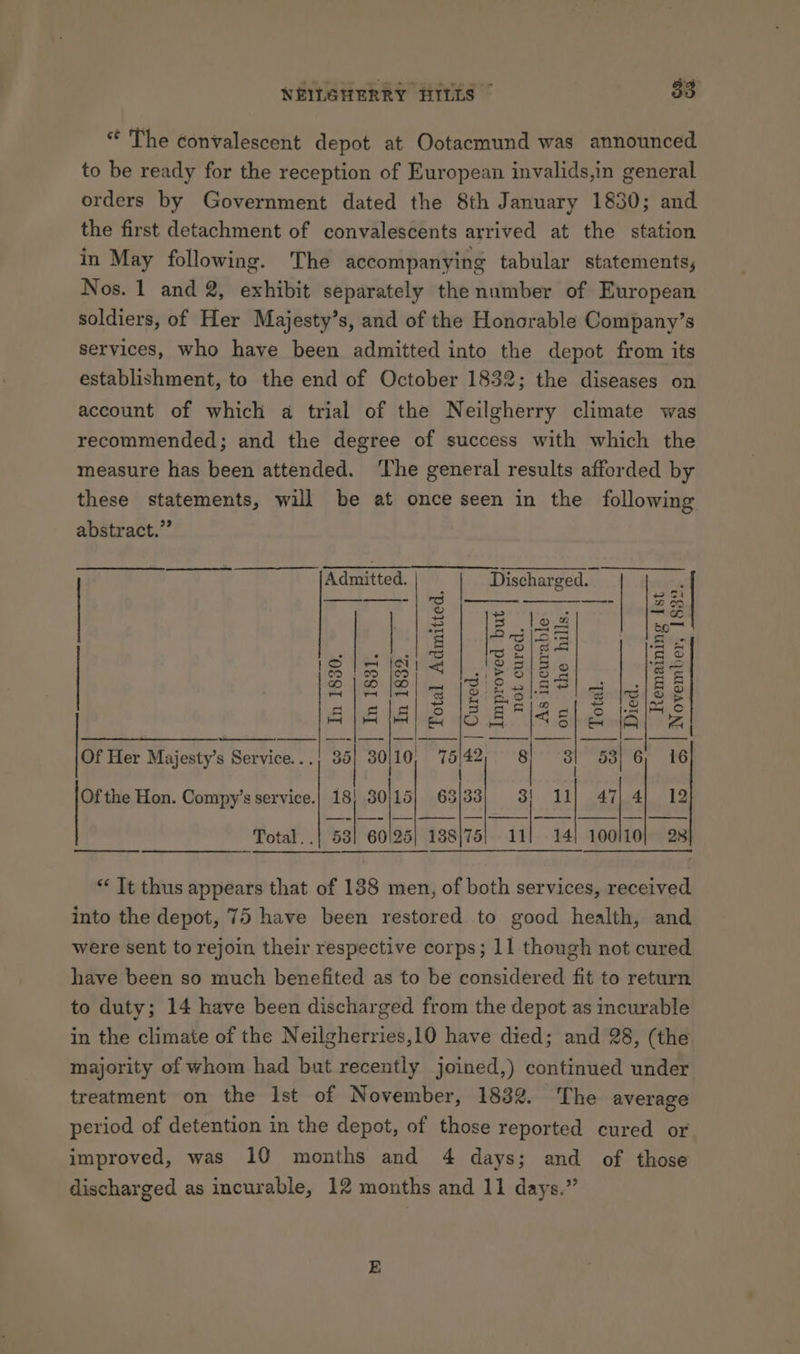 NEILGHERRY HILLS 33
“ The convalescent depot at Ootacmund was announced
to be ready for the reception of European invalids,in general
orders by Government dated the 8th January 1830; and
the first detachment of convalescents arrived at the station
in May following. The accompanying tabular statements,
Nos. 1 and 2, exhibit separately the number of European
soldiers, of Her Majesty’s, and of the Honorable Company’s
services, who have been admitted into the depot from its
establishment, to the end of October 1832; the diseases on
account of which a trial of the Neilgherry climate was
recommended; and the degree of success with which the
measure has been attended. The general results afforded by
these statements, will be at once seen in the following
abstract.”
Admitted. Discharged.
In 1830. In 1831. In 1832. Total Admitted. Cured. Improved but not cured. As incurable on the hills. Total. Died. Remaining 1st November, 1832.
Of Her Majesty’s Service... 35 30 10 75 42 8 3 53 6 16
Of the Hon. Compy’s service. 18 30 15 63 33 3 11 47 4 12
Total.. 53 60 25 138 75 11 14 100 10 28
“ It thus appears that of 138 men, of both services, received
into the depot, 75 have been restored to good health, and
were sent to rejoin their respective corps; 11 though not cured
have been so much benefited as to be considered fit to return
to duty; 14 have been discharged from the depot as incurable
in the climate of the Neilgherries,10 have died; and 28, (the
majority of whom had but recently joined,) continued under
treatment on the 1st of November, 1832. The average
period of detention in the depot, of those reported cured or
improved, was 10 months and 4 days; and of those
discharged as incurable, 12 months and 11 days.”
E